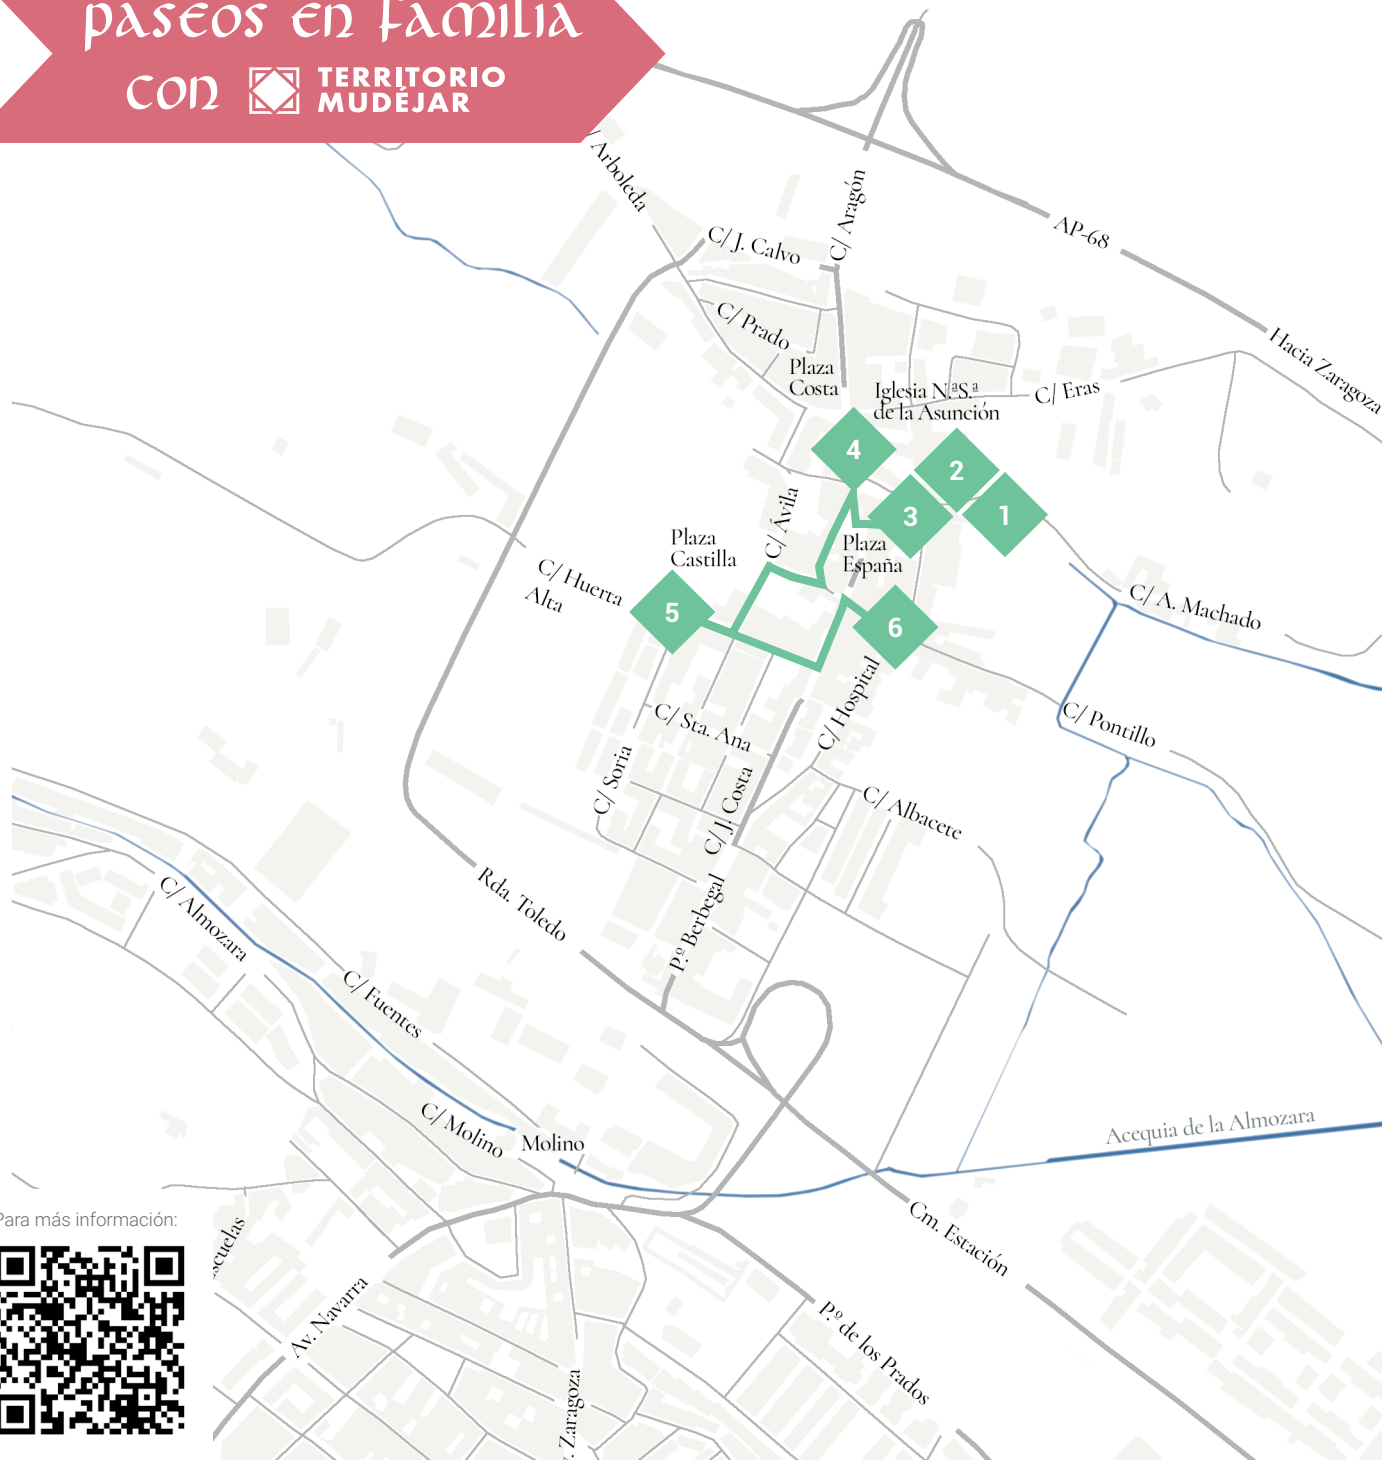 paseos en familia
con TERRITORIO
MUDÉJAR
/ Arboleda
C/ Aragón
AP-68
C/ J. Calvo
C/ Prado
Hacia Zaragoza
Plaza
Costa
Iglesia N.ªS.ª
de la Asunción
C/ Eras
4
2
3
1
C/ Ávila
Plaza
Castilla
Plaza
España
C/ Huerta
Alta
5
6
C/ A. Machado
C/ Hospital
C/ Pontillo
C/ Sta. Ana
C/ Soria
C/ J. Costa
C/ Albacete
Rda. Toledo
C/ Almozara
P.º Berbegal
C/ Fuentes
C/ Molino
Molino
Acequia de la Almozara
Para más información:
scuelas
Cm. Estación
Av. Navarra
P.º de los Prados
. Zaragoza